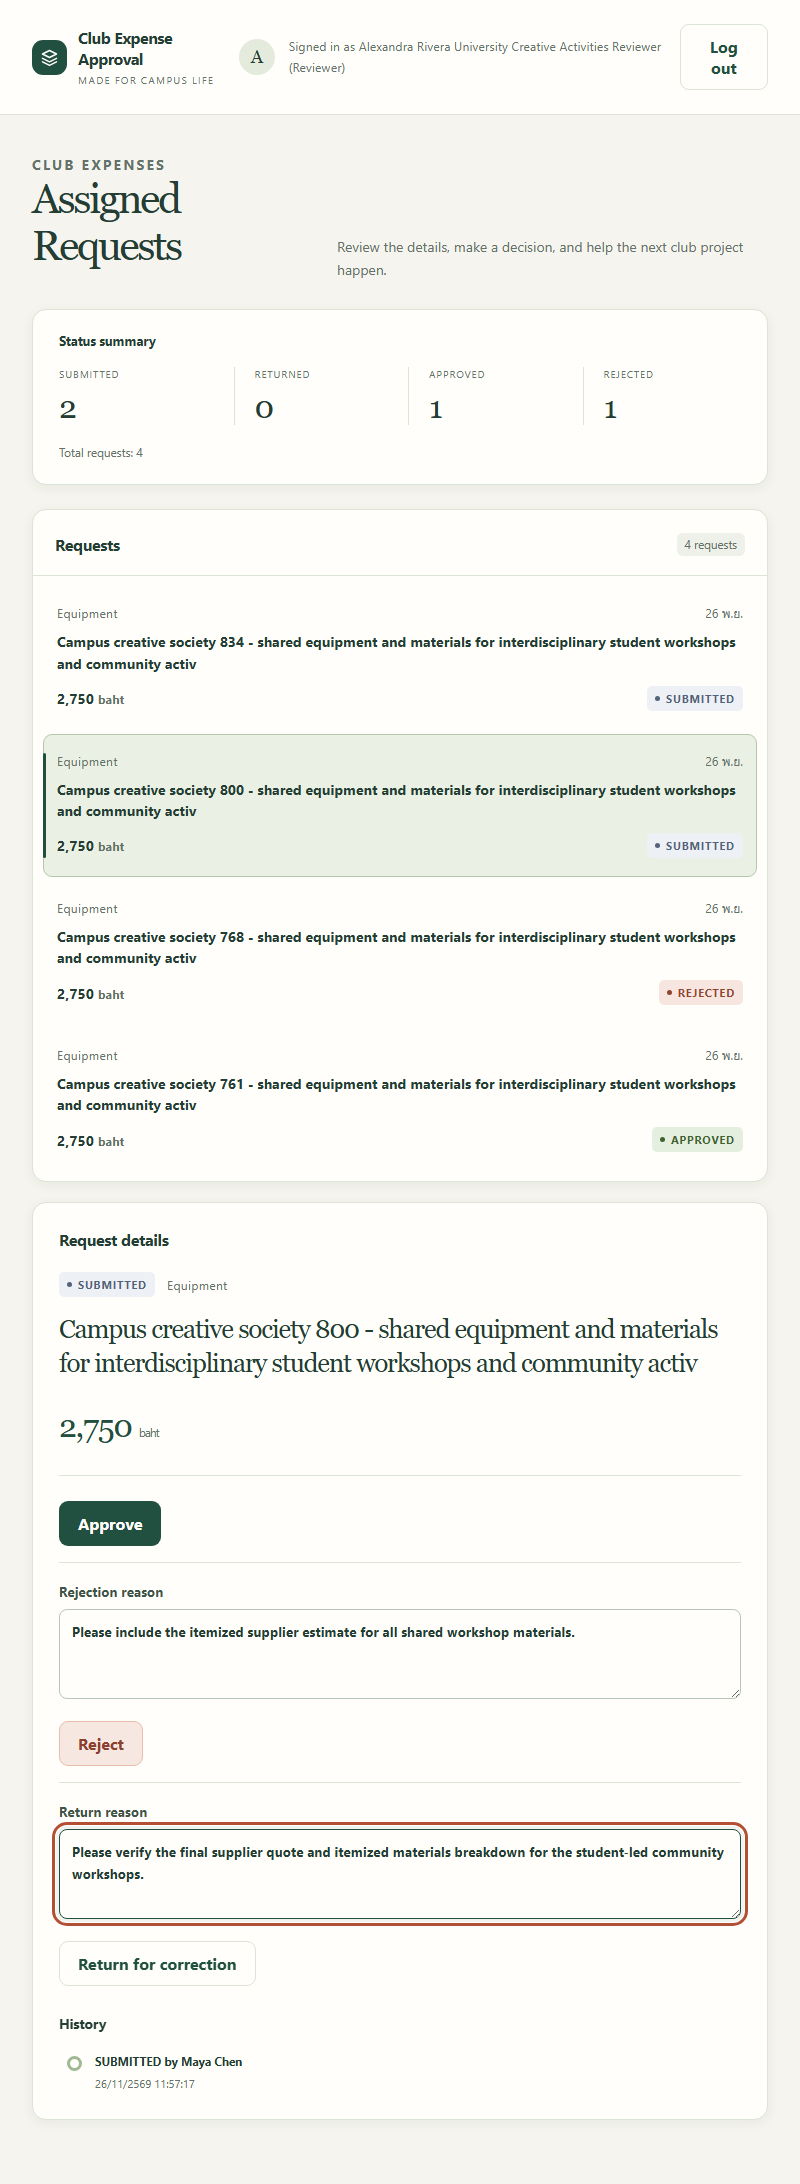 Club Expense
Approval
MADE FOR CAMPUS LIFE
A
Signed in as Alexandra Rivera University Creative Activities Reviewer
(Reviewer)
Log
out
CLUB EXPENSES
Assigned
Requests
Review the details, make a decision, and help the next club project
happen.
Status summary
SUBMITTED
2
RETURNED
0
APPROVED
1
REJECTED
1
Total requests: 4
Requests
4 requests
Equipment
26 พ.ย.
Campus creative society 834 - shared equipment and materials for interdisciplinary student workshops
and community activ
2,750 baht
SUBMITTED
Equipment
26 พ.ย.
Campus creative society 800 - shared equipment and materials for interdisciplinary student workshops
and community activ
2,750 baht
SUBMITTED
Equipment
26 พ.ย.
Campus creative society 768 - shared equipment and materials for interdisciplinary student workshops
and community activ
2,750 baht
REJECTED
Equipment
26 พ.ย.
Campus creative society 761 - shared equipment and materials for interdisciplinary student workshops
and community activ
2,750 baht
APPROVED
Request details
SUBMITTED
Equipment
Campus creative society 800 - shared equipment and materials
for interdisciplinary student workshops and community activ
2,750 baht
Approve
Rejection reason
Please include the itemized supplier estimate for all shared workshop materials.
Reject
Return reason
Please verify the final supplier quote and itemized materials breakdown for the student-led community
workshops.
Return for correction
History
SUBMITTED by Maya Chen
26/11/2569 11:57:17